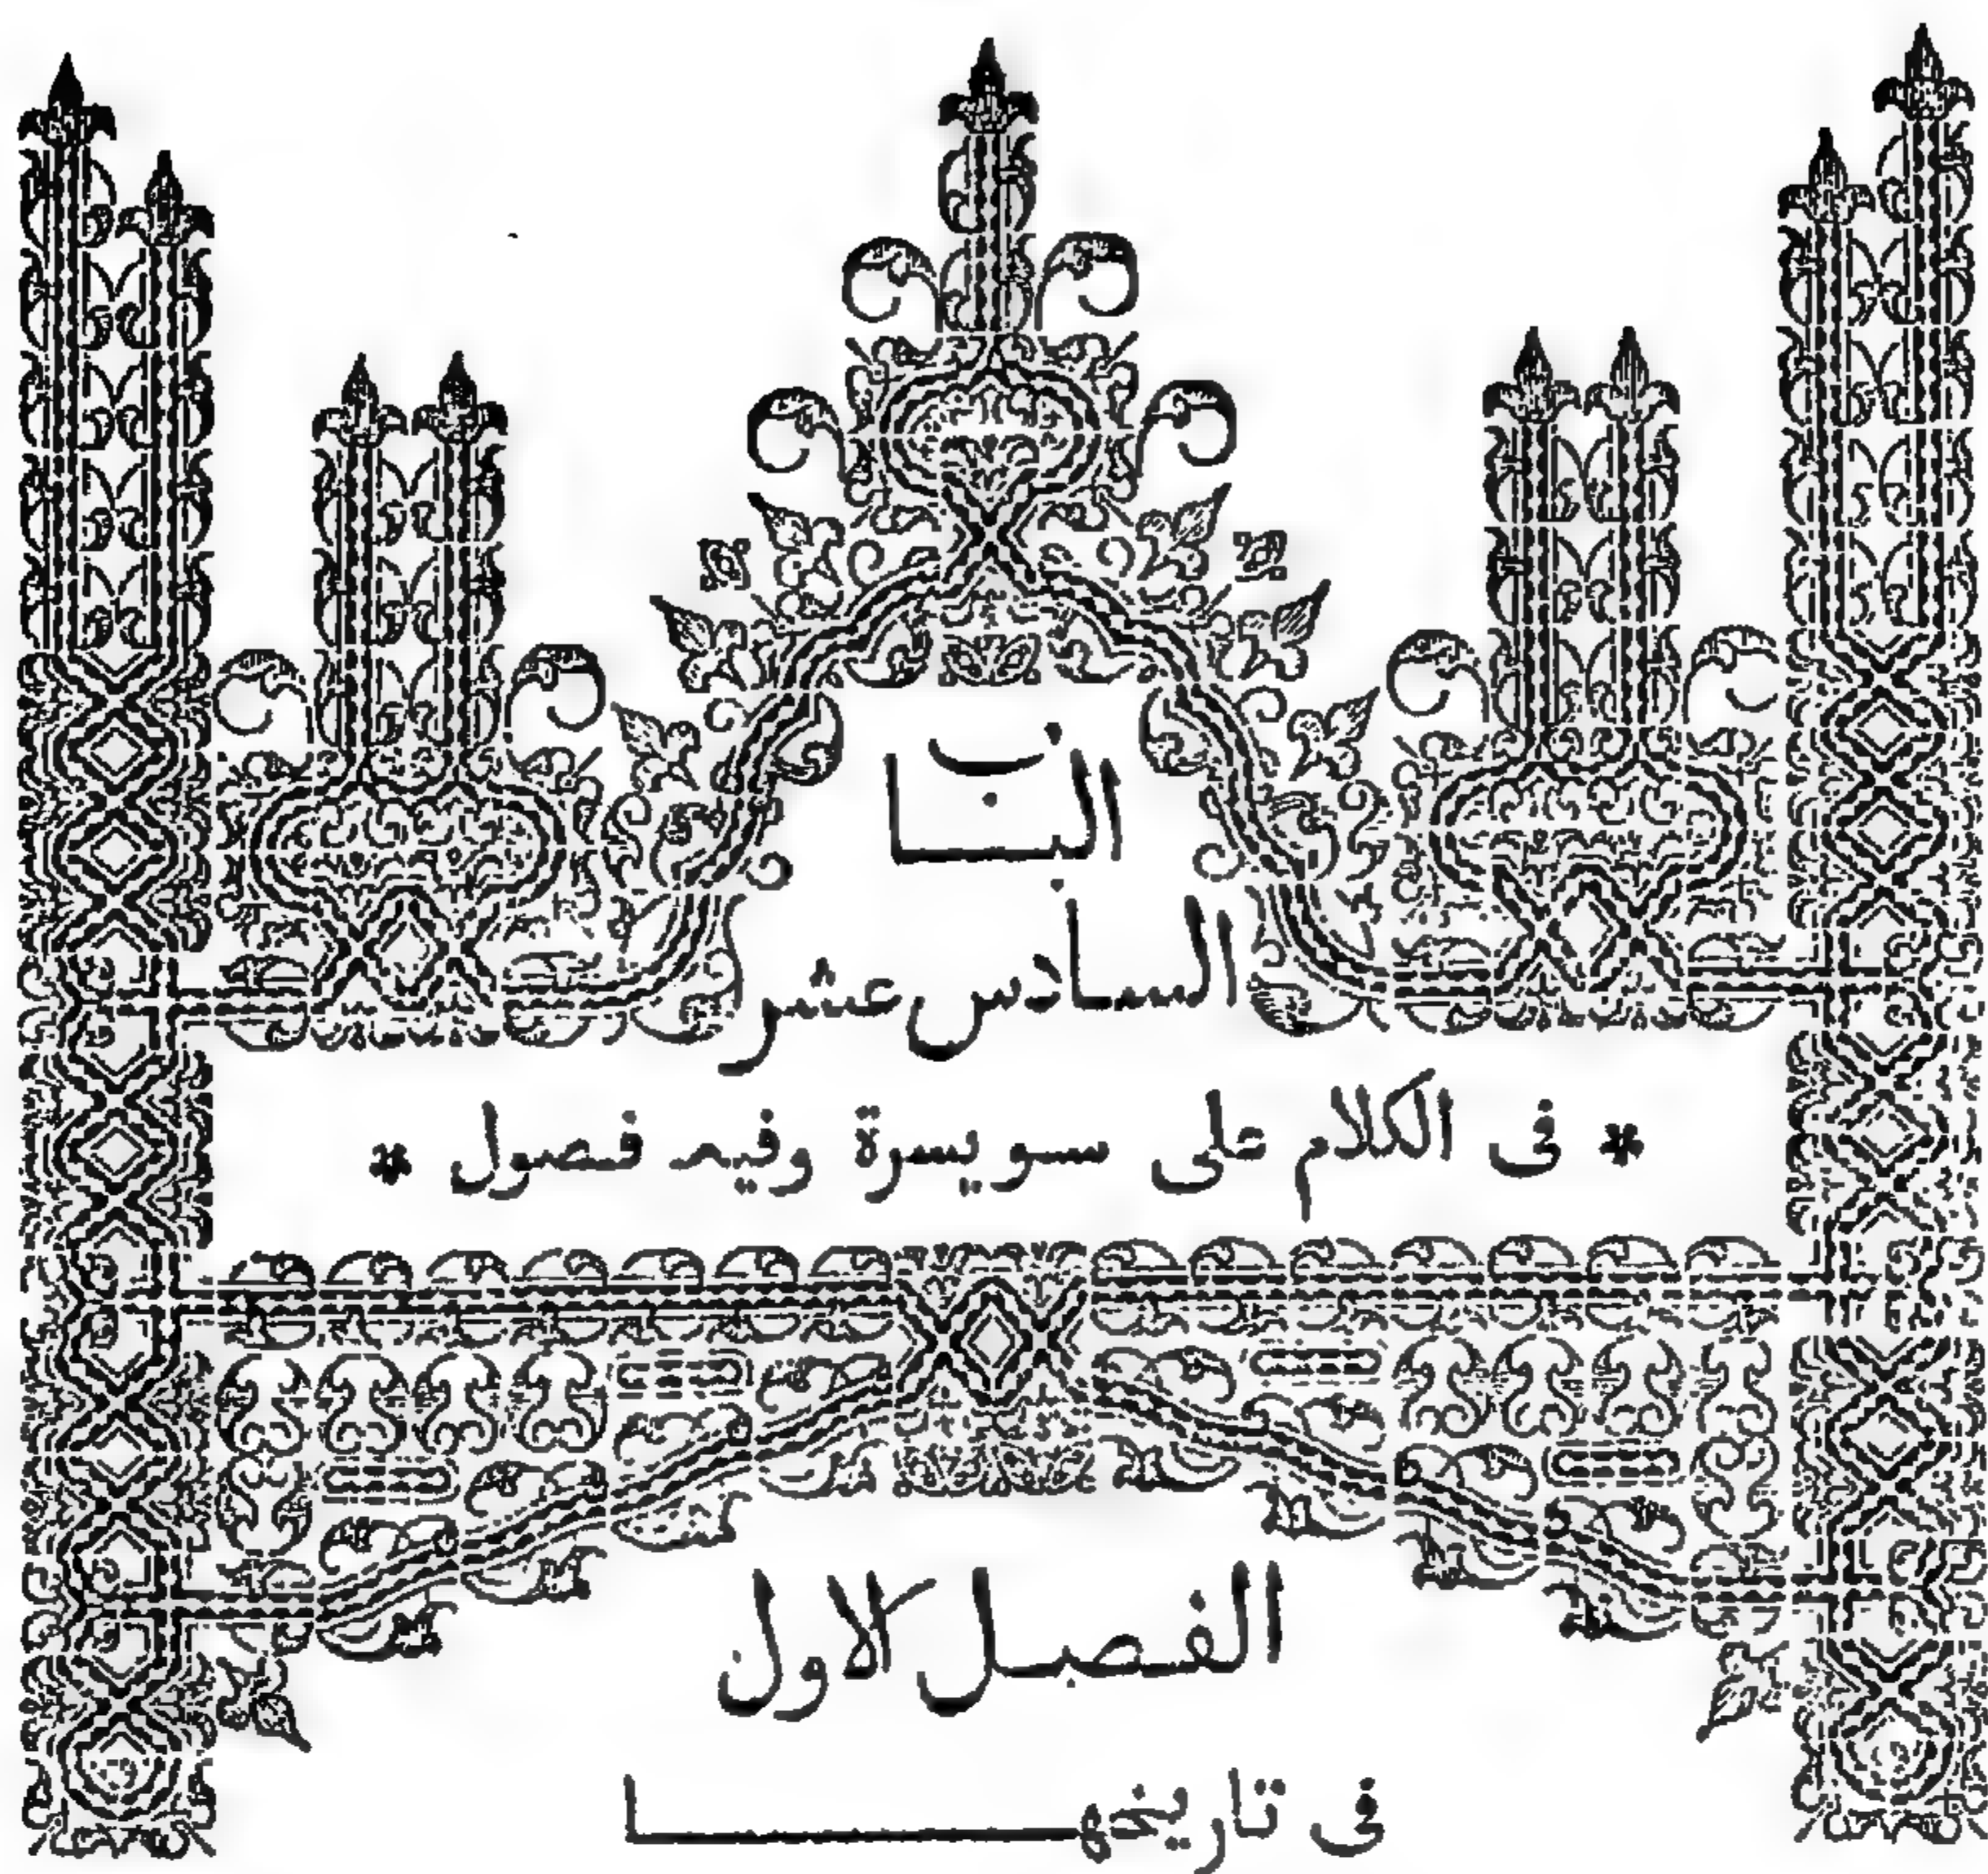 الباب
السادس عشر
* فى الكلام على سويسرة وفيه فصول *
الفصل الاول
فى تاريخها